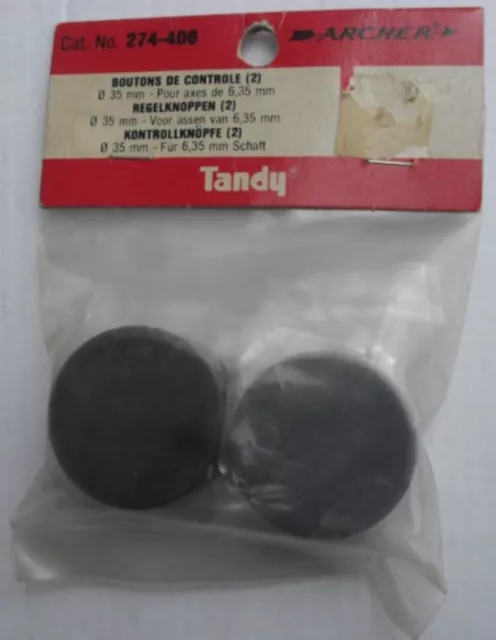 Cat. No. 274-406
ARCHER®
BOUTONS DE CONTROLE (2)
Ø 35 mm - Pour axes de 6,35 mm
REGELKNOPPEN (2)
Ø 35 mm - Voor assen van 6,35 mm
KONTROLLKNÖPFE (2)
Ø 35 mm - Für 6,35 mm Schaft
Tandy®